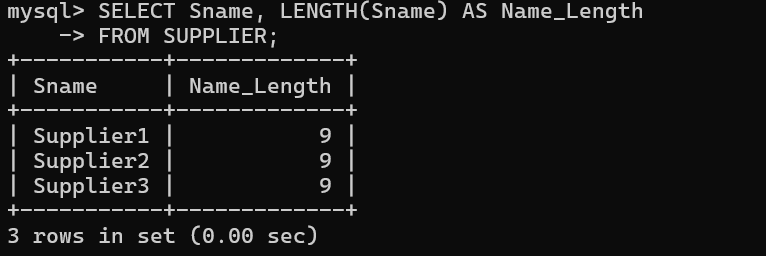 mysql> SELECT Sname, LENGTH(Sname) AS Name_Length
    -> FROM SUPPLIER;
+-----------+-------------+
| Sname     | Name_Length |
+-----------+-------------+
| Supplier1 |           9 |
| Supplier2 |           9 |
| Supplier3 |           9 |
+-----------+-------------+
3 rows in set (0.00 sec)